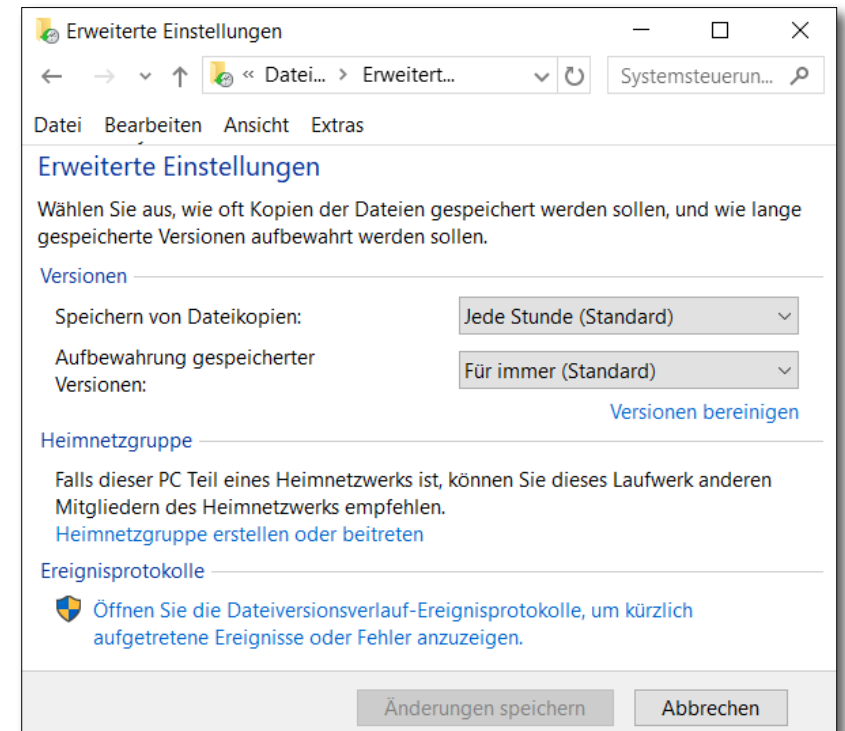 Erweiterte Einstellungen
« Datei... > Erweitert...
Systemsteuerun...
Datei Bearbeiten Ansicht Extras
Erweiterte Einstellungen
Wählen Sie aus, wie oft Kopien der Dateien gespeichert werden sollen, und wie lange
gespeicherte Versionen aufbewahrt werden sollen.
Versionen
Speichern von Dateikopien: Jede Stunde (Standard)
Aufbewahrung gespeicherter
Versionen: Für immer (Standard)
Versionen bereinigen
Heimnetzgruppe
Falls dieser PC Teil eines Heimnetzwerks ist, können Sie dieses Laufwerk anderen
Mitgliedern des Heimnetzwerks empfehlen.
Heimnetzgruppe erstellen oder beitreten
Ereignisprotokolle
Öffnen Sie die Dateiversionsverlauf-Ereignisprotokolle, um kürzlich
aufgetretene Ereignisse oder Fehler anzuzeigen.
Änderungen speichern Abbrechen